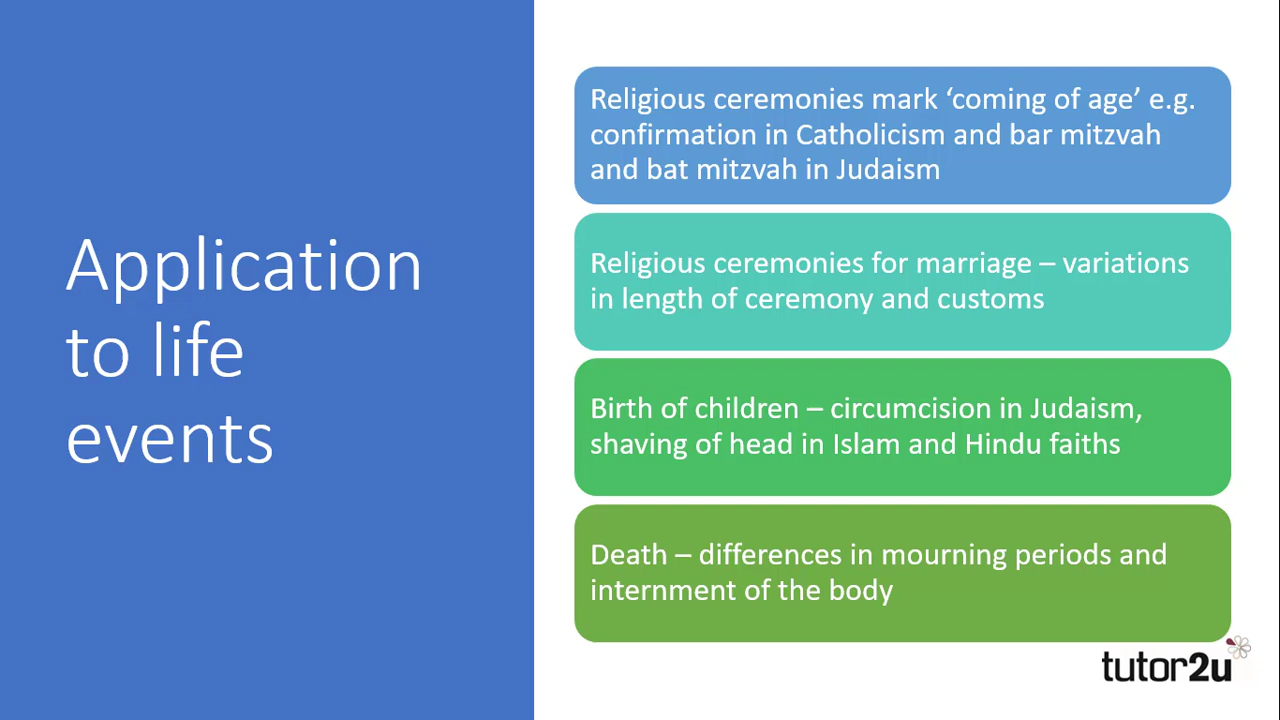 Application
to life
events
Religious ceremonies mark ‘coming of age’ e.g.
confirmation in Catholicism and bar mitzvah
and bat mitzvah in Judaism
Religious ceremonies for marriage – variations
in length of ceremony and customs
Birth of children – circumcision in Judaism,
shaving of head in Islam and Hindu faiths
Death – differences in mourning periods and
internment of the body
tutor2u